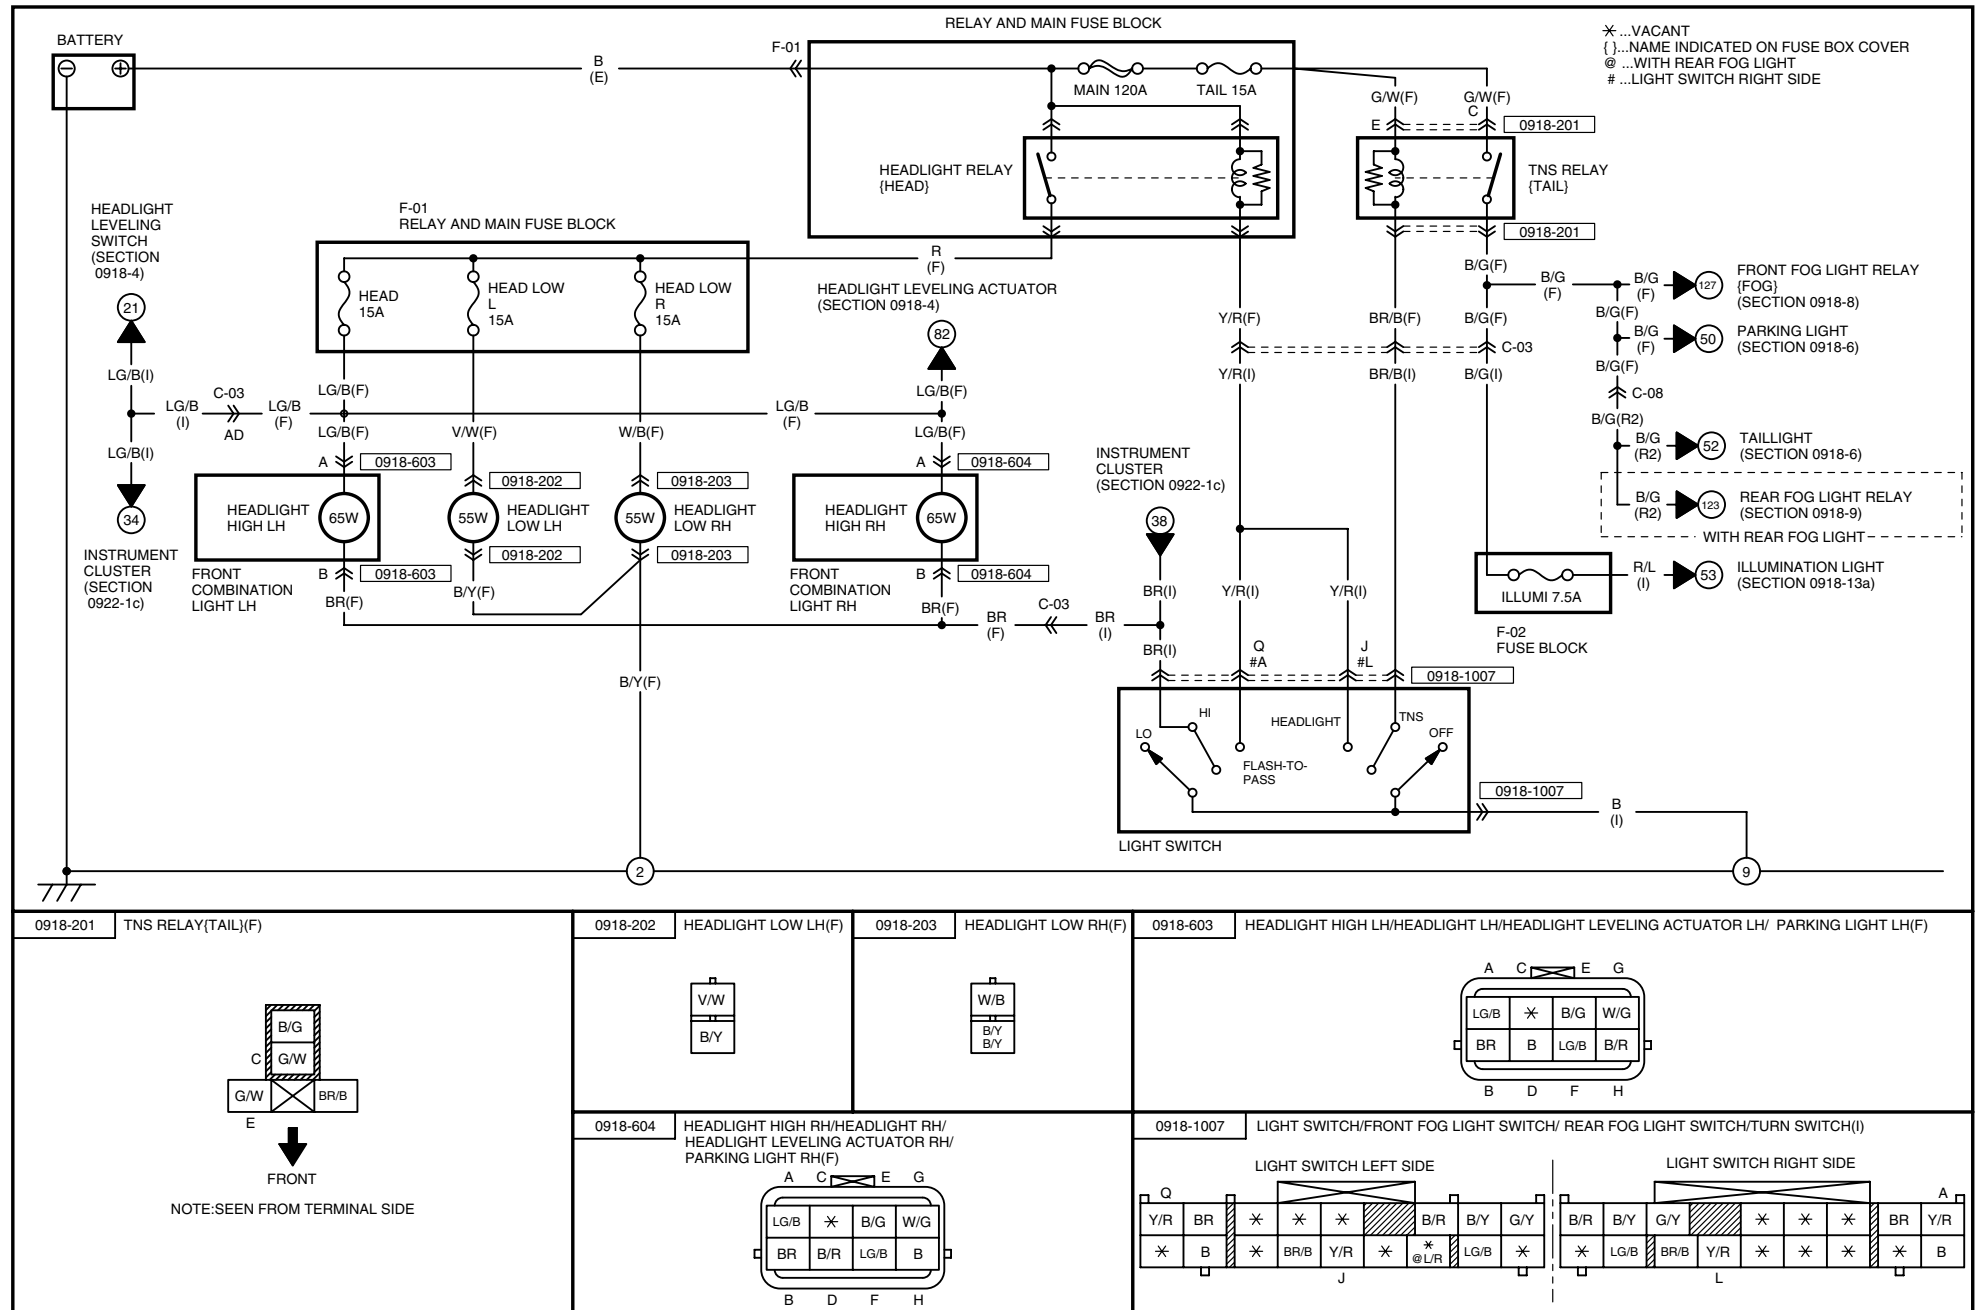 RELAY AND MAIN FUSE BLOCK
BATTERY
F-01
B
(E)
MAIN 120A
TAIL 15A
✳...VACANT
{ }...NAME INDICATED ON FUSE BOX COVER
@ ...WITH REAR FOG LIGHT
# ...LIGHT SWITCH RIGHT SIDE
G/W(F)
G/W(F)
E
C
0918-201
HEADLIGHT RELAY
{HEAD}
TNS RELAY
{TAIL}
0918-201
HEADLIGHT
LEVELING
SWITCH
(SECTION
0918-4)
21
LG/B(I)
LG/B
(I)
C-03
AD
LG/B
(F)
LG/B(I)
34
INSTRUMENT
CLUSTER
(SECTION
0922-1c)
F-01
RELAY AND MAIN FUSE BLOCK
HEAD
15A
HEAD LOW
L
15A
HEAD LOW
R
15A
R
(F)
HEADLIGHT LEVELING ACTUATOR
(SECTION 0918-4)
82
LG/B(F)
LG/B(F)
LG/B
(F)
LG/B(F)
V/W(F)
W/B(F)
LG/B(F)
A
0918-603
0918-202
0918-203
A
0918-604
HEADLIGHT
HIGH LH
65W
55W
HEADLIGHT
LOW LH
55W
HEADLIGHT
LOW RH
HEADLIGHT
HIGH RH
65W
0918-202
0918-203
FRONT
COMBINATION
LIGHT LH
B
0918-603
BR(F)
B/Y(F)
FRONT
COMBINATION
LIGHT RH
B
0918-604
BR(F)
BR
(F)
C-03
BR
(I)
B/Y(F)
INSTRUMENT
CLUSTER
(SECTION 0922-1c)
38
BR(I)
BR(I)
Y/R(F)
BR/B(F)
B/G(F)
B/G(F)
C-03
Y/R(I)
BR/B(I)
B/G(I)
Y/R(I)
Y/R(I)
B/G
(F)
B/G
(F)
127
FRONT FOG LIGHT RELAY
{FOG}
(SECTION 0918-8)
B/G(F)
B/G
(F)
50
PARKING LIGHT
(SECTION 0918-6)
B/G(F)
C-08
B/G(R2)
B/G
(R2)
52
TAILLIGHT
(SECTION 0918-6)
B/G
(R2)
123
REAR FOG LIGHT RELAY
(SECTION 0918-9)
WITH REAR FOG LIGHT
ILLUMI 7.5A
R/L
(I)
53
ILLUMINATION LIGHT
(SECTION 0918-13a)
F-02
FUSE BLOCK
Q
#A
J
#L
0918-1007
LO
HI
HEADLIGHT
FLASH-TO-
PASS
TNS
OFF
0918-1007
B
(I)
LIGHT SWITCH
2
9
0918-201
TNS RELAY{TAIL}(F)
B/G
C
G/W
G/W
BR/B
E
FRONT
NOTE:SEEN FROM TERMINAL SIDE
0918-202
HEADLIGHT LOW LH(F)
V/W
B/Y
0918-203
HEADLIGHT LOW RH(F)
W/B
B/Y
B/Y
0918-603
HEADLIGHT HIGH LH/HEADLIGHT LH/HEADLIGHT LEVELING ACTUATOR LH/ PARKING LIGHT LH(F)
A C E G
LG/B ✳ B/G W/G
BR B LG/B B/R
B D F H
0918-604
HEADLIGHT HIGH RH/HEADLIGHT RH/
HEADLIGHT LEVELING ACTUATOR RH/
PARKING LIGHT RH(F)
A C E G
LG/B ✳ B/G W/G
BR B/R LG/B B
B D F H
0918-1007
LIGHT SWITCH/FRONT FOG LIGHT SWITCH/ REAR FOG LIGHT SWITCH/TURN SWITCH(I)
LIGHT SWITCH LEFT SIDE
Q
Y/R BR ✳ ✳ ✳ B/R B/Y G/Y
✳ B ✳ BR/B Y/R ✳ ✳ @L/R LG/B ✳
J
LIGHT SWITCH RIGHT SIDE
A
B/R B/Y G/Y ✳ ✳ ✳ BR Y/R
✳ LG/B BR/B Y/R ✳ ✳ ✳ ✳ B
L